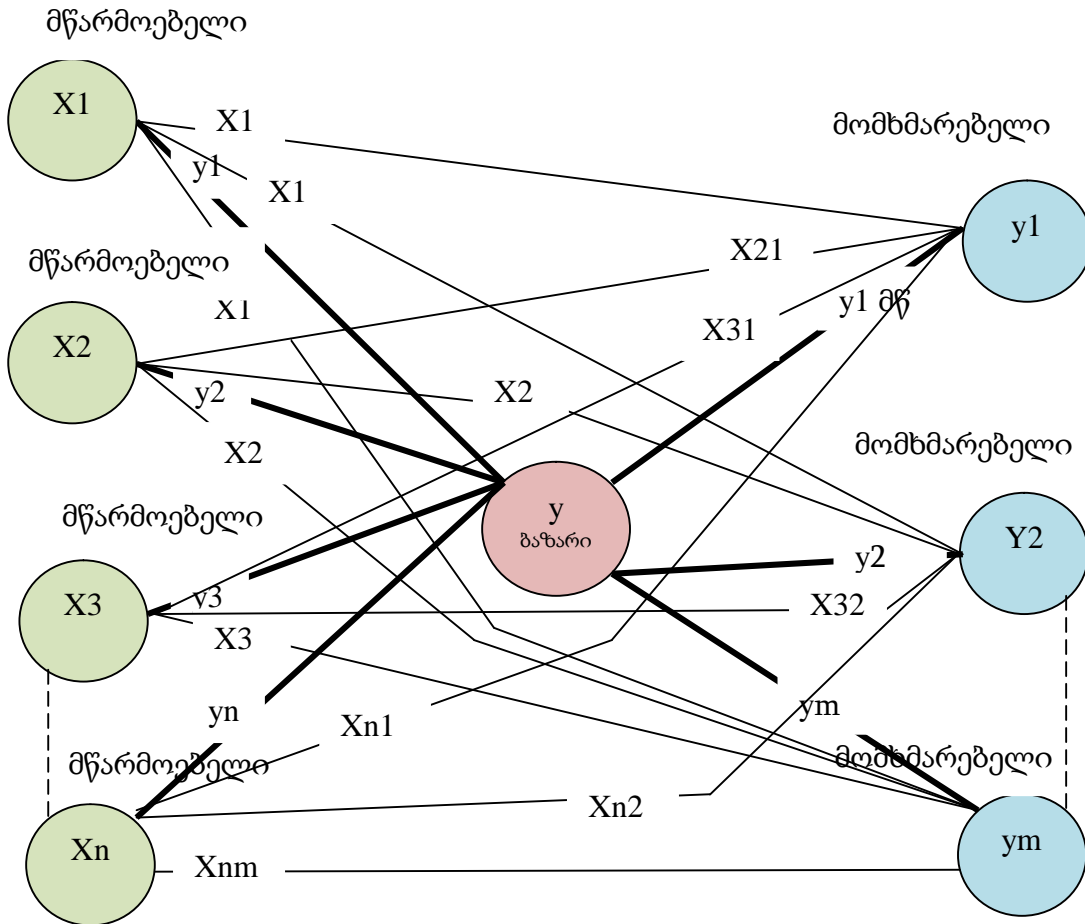 მწარმოებელი
X1
X1
y1
X1
მომხმარებელი
y1
მწარმოებელი
X21
X1
y1 მწ
X31
X2
y2
X2
X2
მომხმარებელი
მწარმოებელი
y
ბაზარი
Y2
y2
X3
y3
X32
X3
yn
Xn1
ym
მწარმოებელი
მომხმარებელი
Xn2
Xn
Xnm
ym